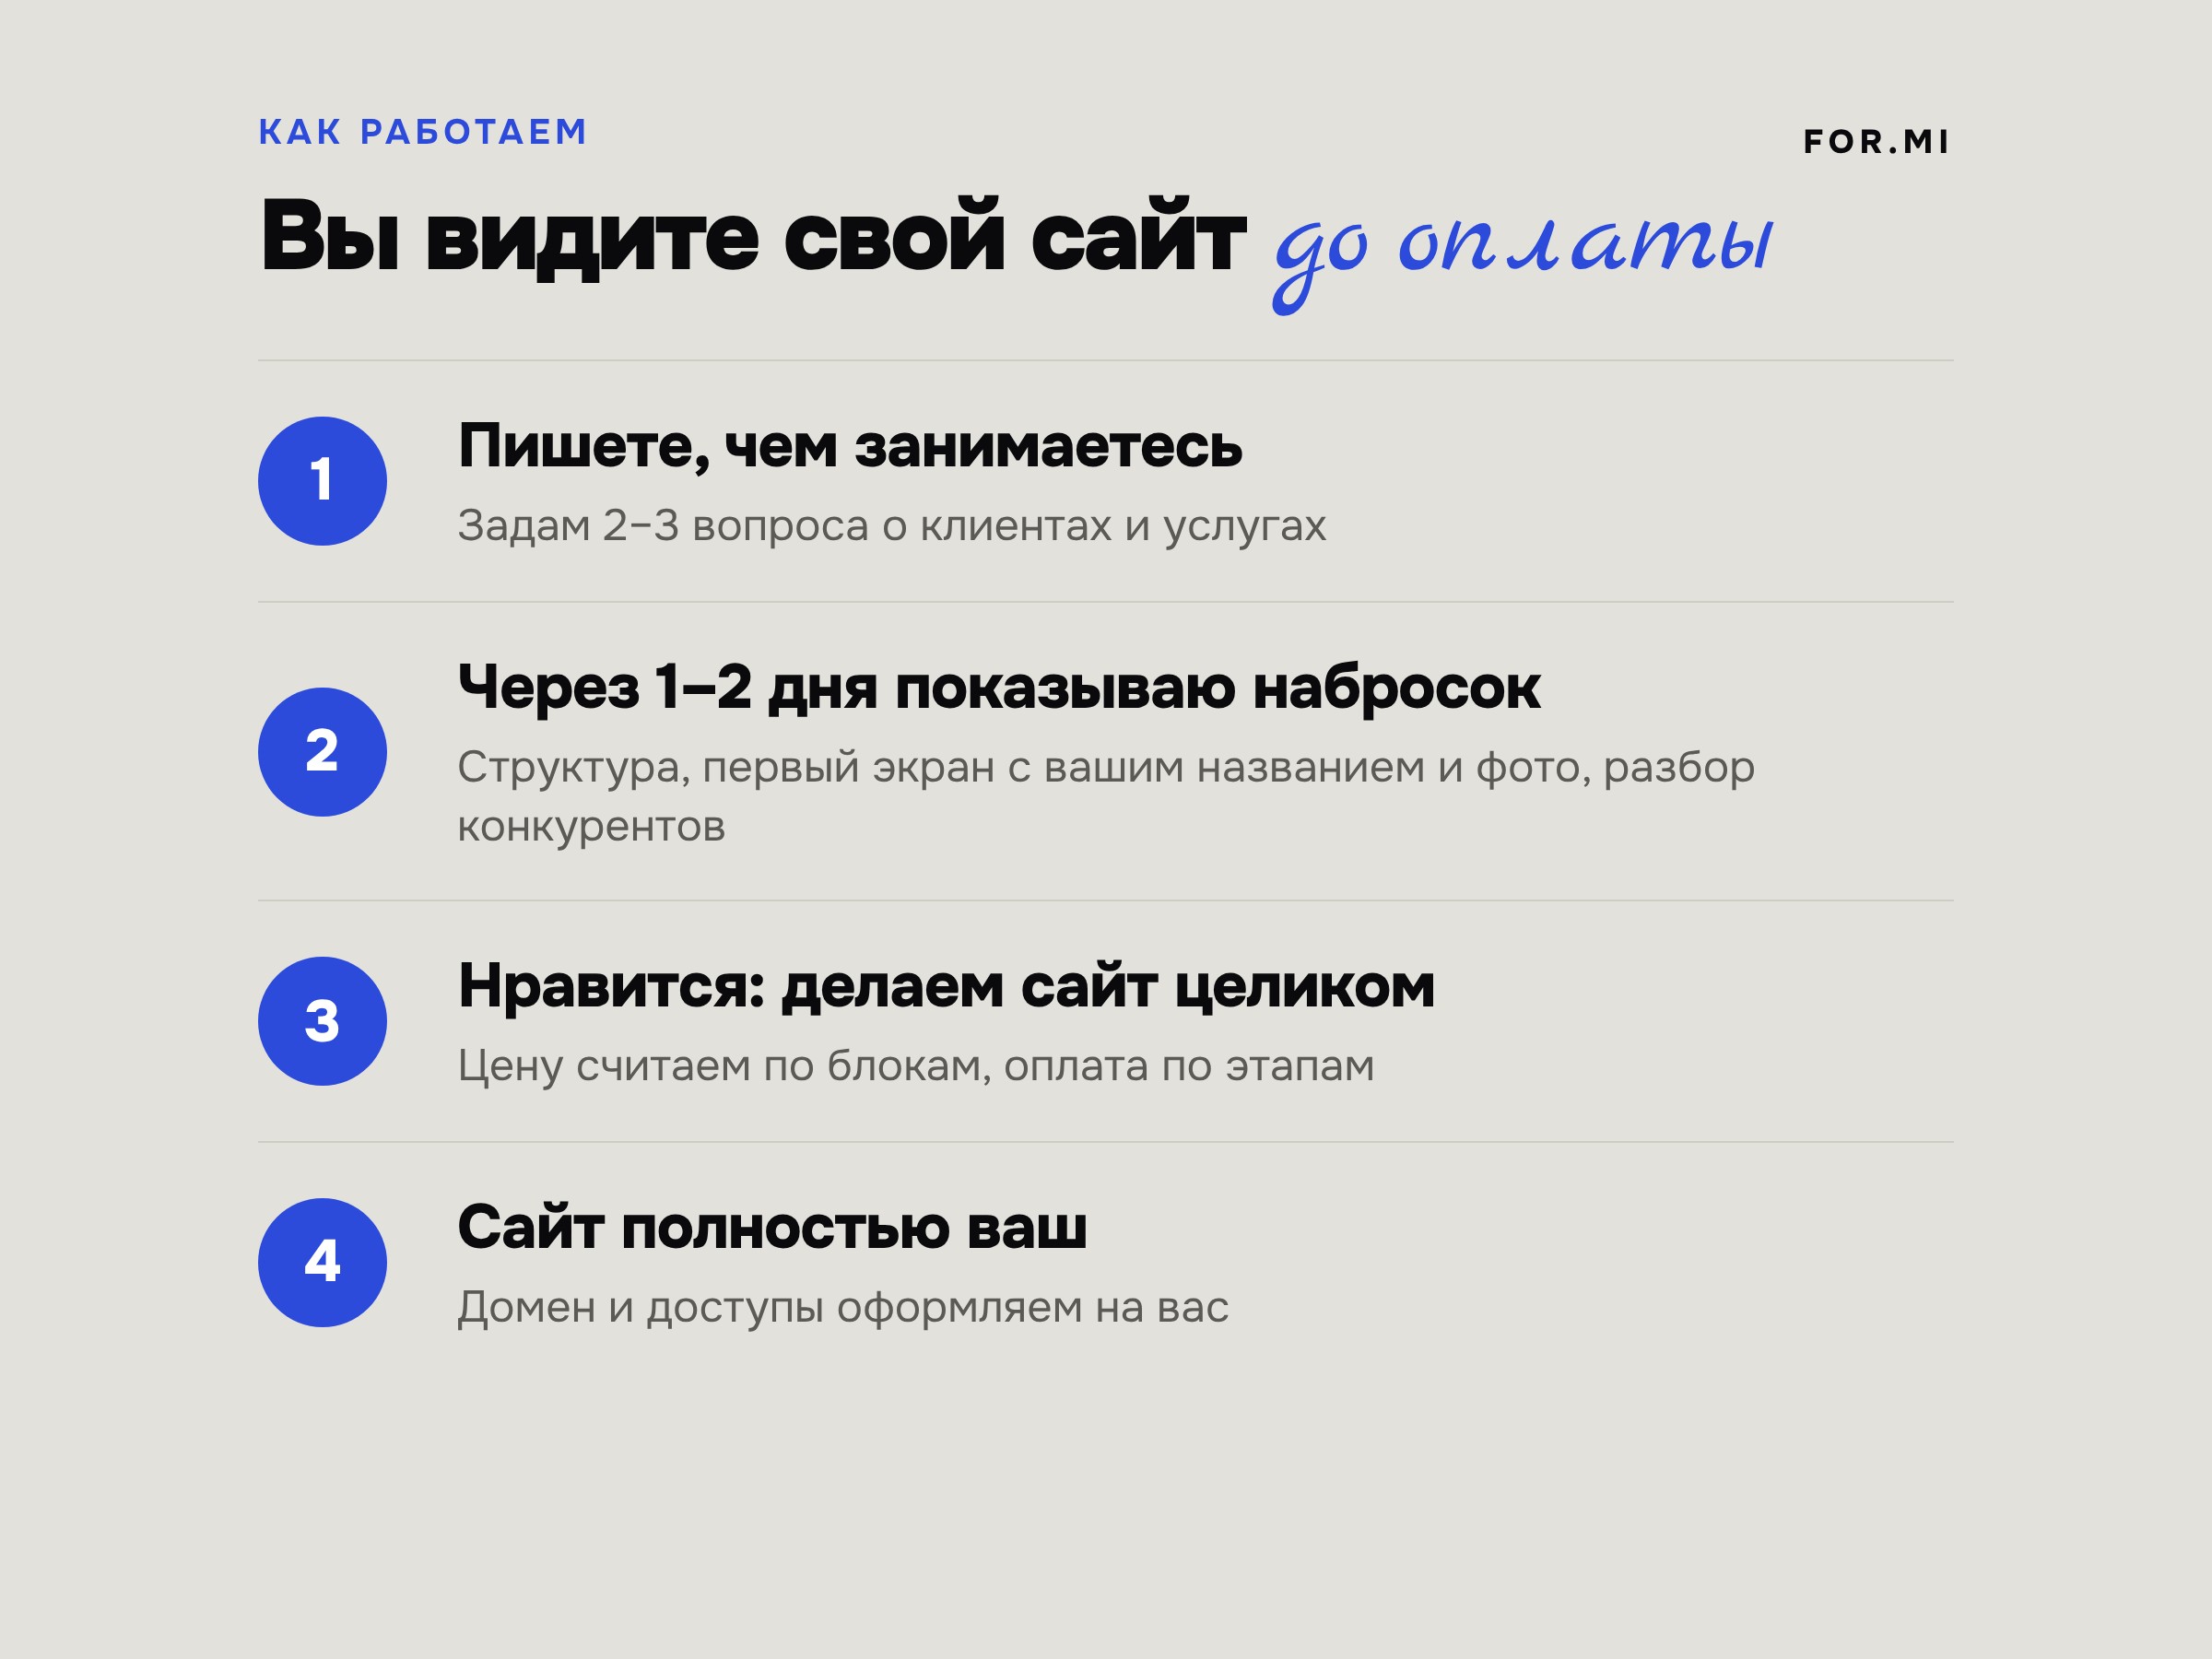 КАК РАБОТАЕМ
FOR.MI
Вы видите свой сайт до оплаты
1
Пишете, чем занимаетесь
Задам 2–3 вопроса о клиентах и услугах
2
Через 1–2 дня показываю набросок
Структура, первый экран с вашим названием и фото, разбор
конкурентов
3
Нравится: делаем сайт целиком
Цену считаем по блокам, оплата по этапам
4
Сайт полностью ваш
Домен и доступы оформляем на вас